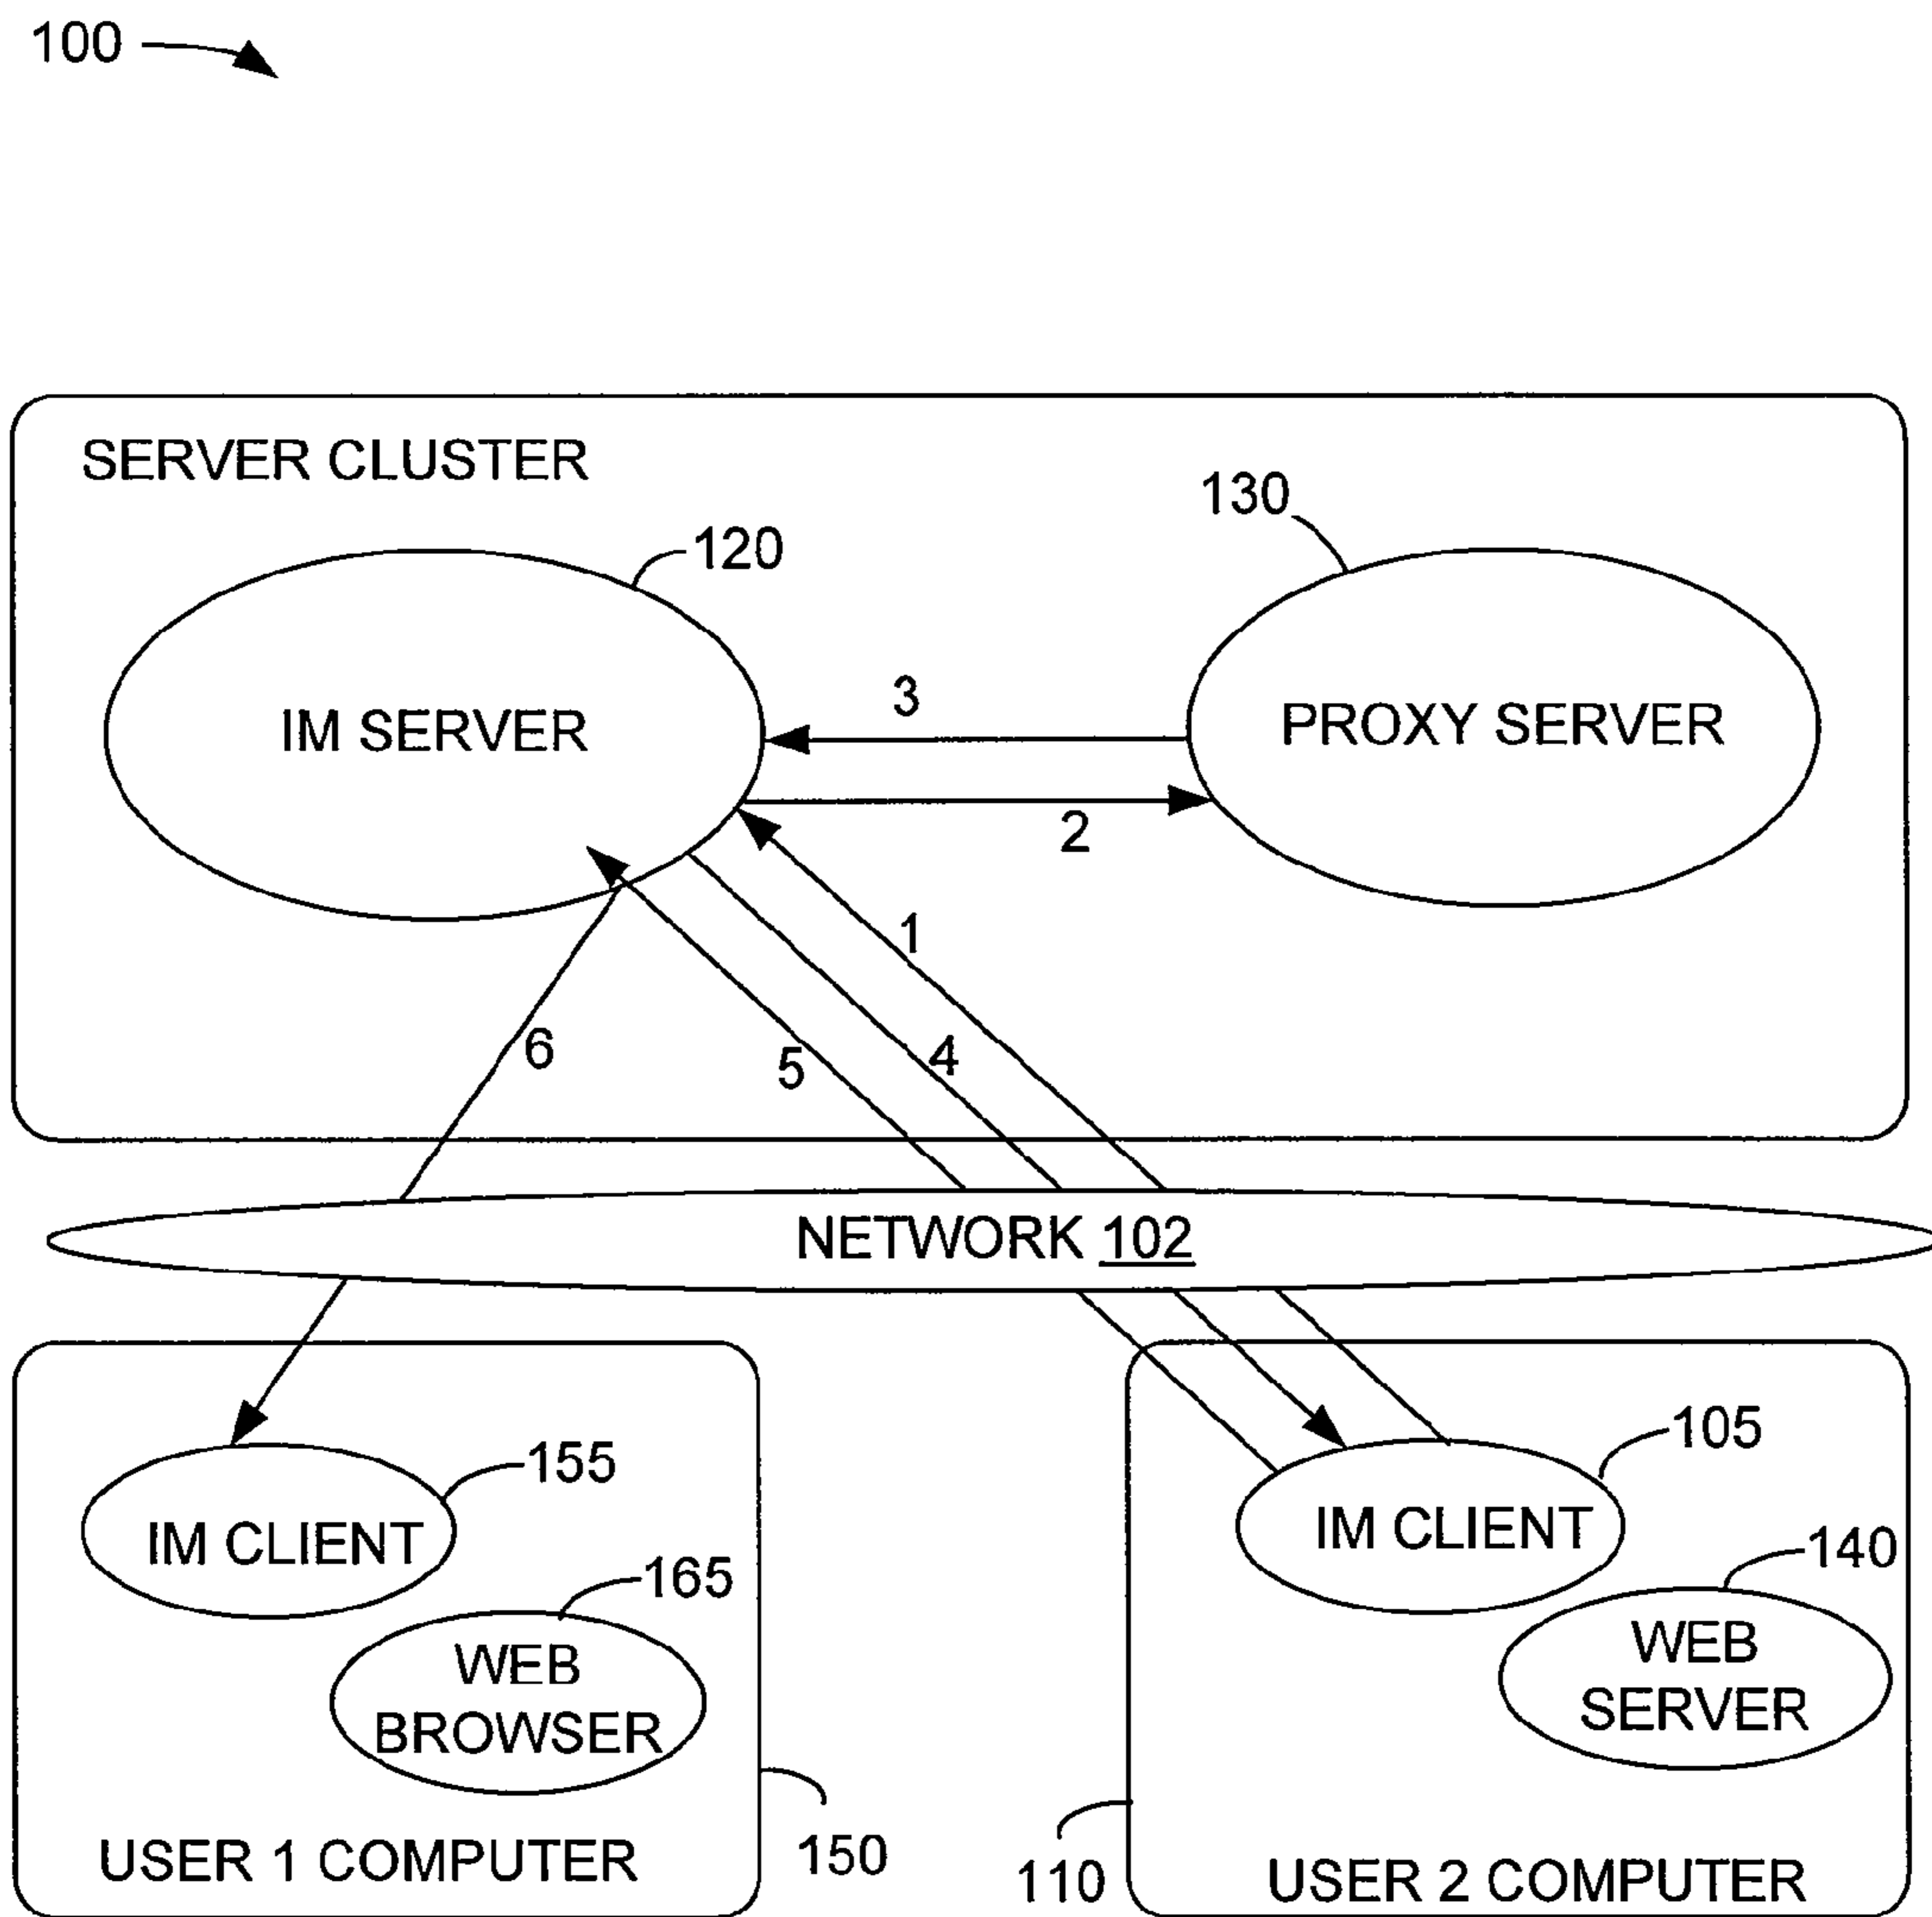 100
SERVER CLUSTER
130
120
IM SERVER
3
PROXY SERVER
2
1
6
5
4
NETWORK 102
155
IM CLIENT
165
WEB
BROWSER
USER 1 COMPUTER
150
105
IM CLIENT
140
WEB
SERVER
110
USER 2 COMPUTER